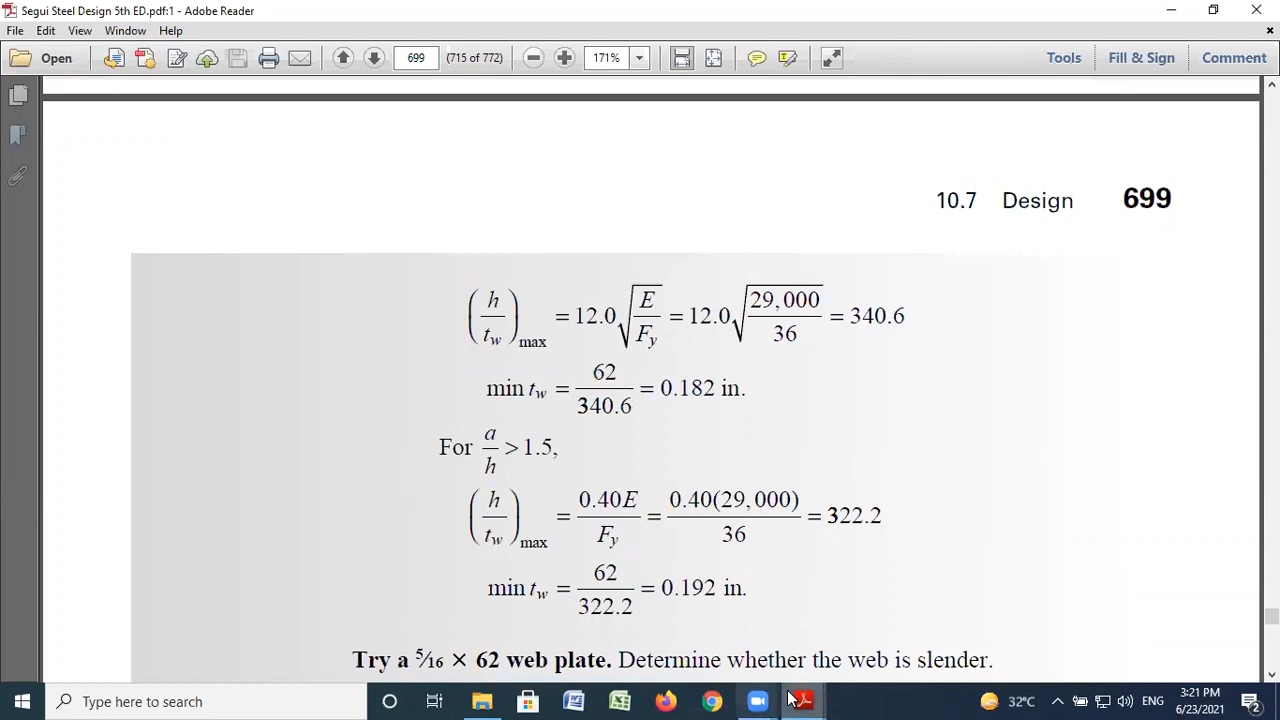 Segui Steel Design 5th ED.pdf:1 - Adobe Reader
File Edit View Window Help
Open 699 (715 of 772) 171% Tools Fill & Sign Comment
10.7 Design 699
(h/t_w)_max = 12.0√(E/F_y) = 12.0√(29,000/36) = 340.6
min t_w = 62/340.6 = 0.182 in.
For a/h > 1.5,
(h/t_w)_max = 0.40E/F_y = 0.40(29,000)/36 = 322.2
min t_w = 62/322.2 = 0.192 in.
Try a 5/16 × 62 web plate. Determine whether the web is slender.
Type here to search 32°C ENG 3:21 PM
6/23/2021 2